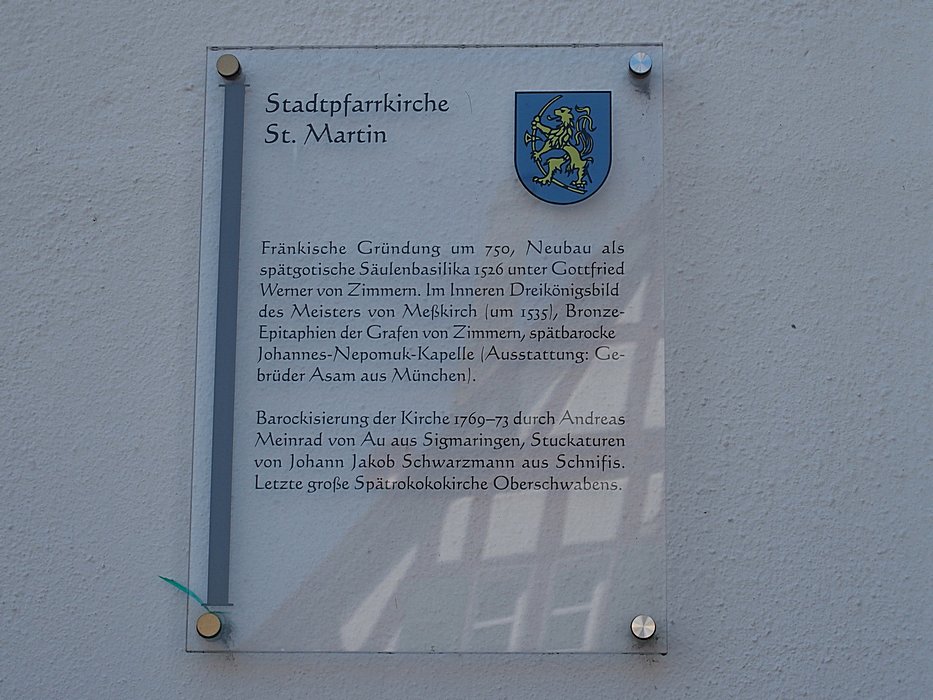 Stadtpfarrkirche
St. Martin
Fränkische Gründung um 750, Neubau als
spätgotische Säulenbasilika 1526 unter Gottfried
Werner von Zimmern. Im Inneren Dreikönigsbild
des Meisters von Meßkirch (um 1535), Bronze-
Epitaphien der Grafen von Zimmern, spätbarocke
Johannes-Nepomuk-Kapelle (Ausstattung: Ge-
brüder Asam aus München).
Barockisierung der Kirche 1769–73 durch Andreas
Meinrad von Au aus Sigmaringen, Stuckaturen
von Johann Jakob Schwarzmann aus Schnifis.
Letzte große Spätrokokokirche Oberschwabens.